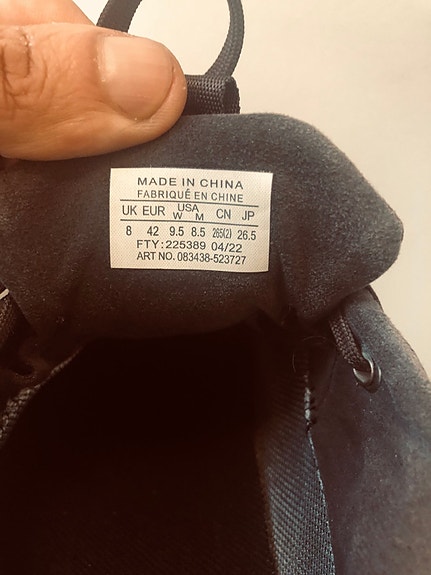 MADE IN CHINA
FABRIQUÉ EN CHINE
UK EUR USA W M CN JP
8 42 9.5 8.5 265(2) 26.5
FTY:225389 04/22
ART NO. 083438-523727